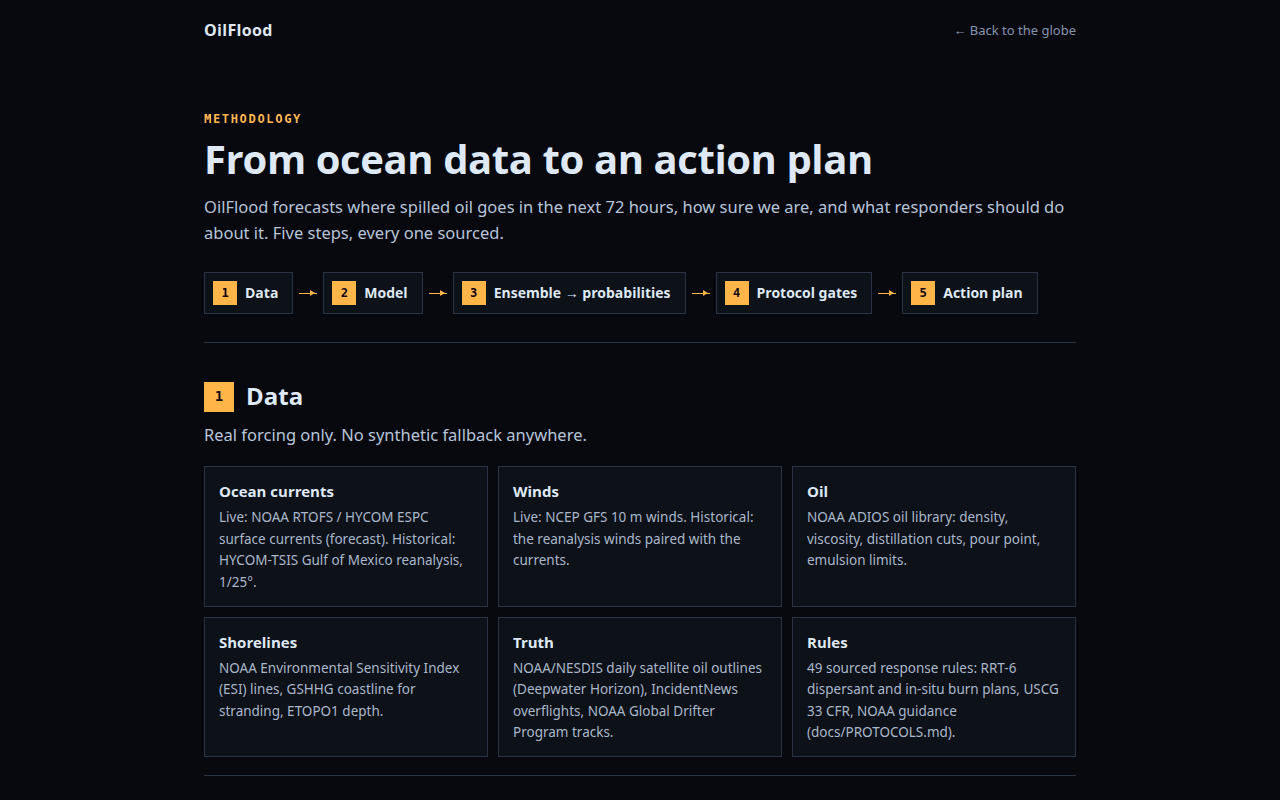 OilFlood
← Back to the globe
METHODOLOGY
From ocean data to an action plan
OilFlood forecasts where spilled oil goes in the next 72 hours, how sure we are, and what responders should do
about it. Five steps, every one sourced.
1 Data
2 Model
3 Ensemble → probabilities
4 Protocol gates
5 Action plan
1 Data
Real forcing only. No synthetic fallback anywhere.
Ocean currents
Live: NOAA RTOFS / HYCOM ESPC
surface currents (forecast). Historical:
HYCOM-TSIS Gulf of Mexico reanalysis,
1/25°.
Winds
Live: NCEP GFS 10 m winds. Historical:
the reanalysis winds paired with the
currents.
Oil
NOAA ADIOS oil library: density,
viscosity, distillation cuts, pour point,
emulsion limits.
Shorelines
NOAA Environmental Sensitivity Index
(ESI) lines, GSHHG coastline for
stranding, ETOPO1 depth.
Truth
NOAA/NESDIS daily satellite oil outlines
(Deepwater Horizon), IncidentNews
overflights, NOAA Global Drifter
Program tracks.
Rules
49 sourced response rules: RRT-6
dispersant and in-situ burn plans, USCG
33 CFR, NOAA guidance
(docs/PROTOCOLS.md).